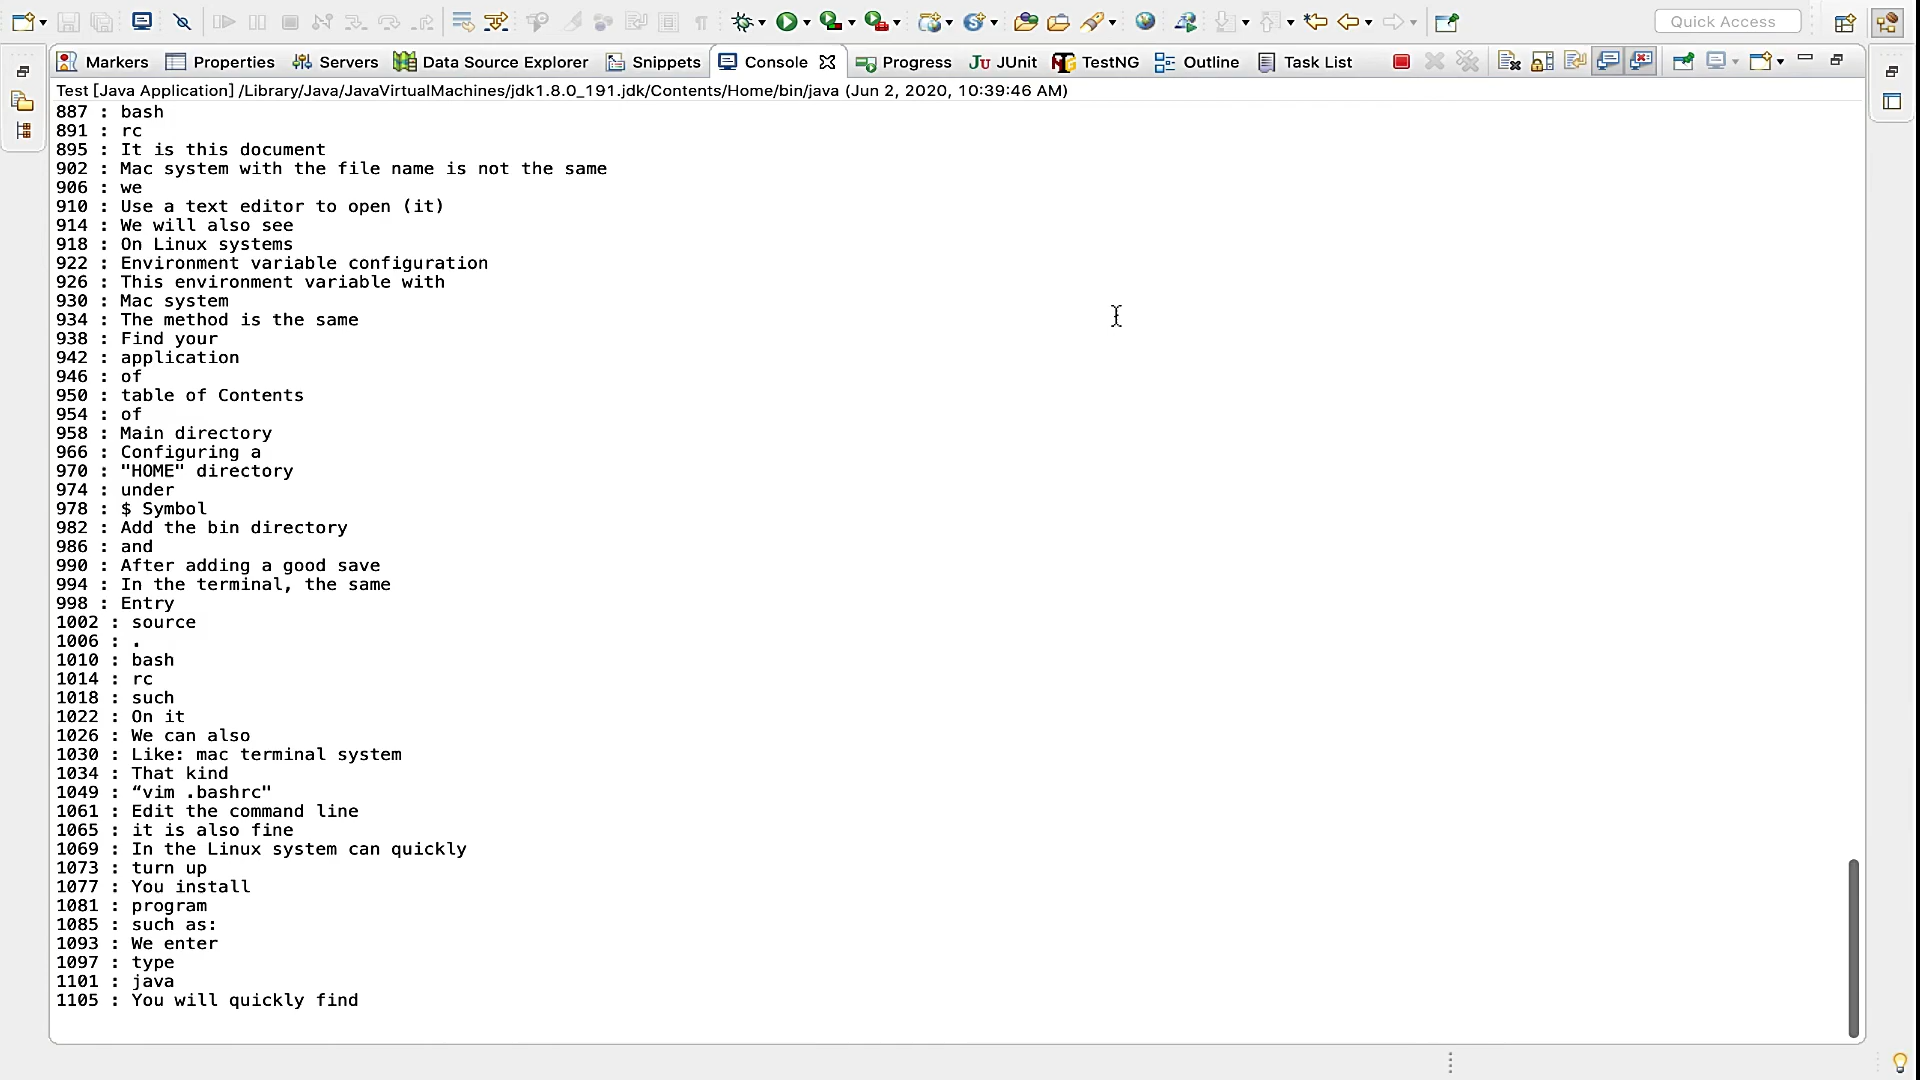 Quick Access
Markers Properties Servers Data Source Explorer Snippets Console Progress JUnit TestNG Outline Task List
Test [Java Application] /Library/Java/JavaVirtualMachines/jdk1.8.0_191.jdk/Contents/Home/bin/java (Jun 2, 2020, 10:39:46 AM)
887 : bash
891 : rc
895 : It is this document
902 : Mac system with the file name is not the same
906 : we
910 : Use a text editor to open (it)
914 : We will also see
918 : On Linux systems
922 : Environment variable configuration
926 : This environment variable with
930 : Mac system
934 : The method is the same
938 : Find your
942 : application
946 : of
950 : table of Contents
954 : of
958 : Main directory
966 : Configuring a
970 : "HOME" directory
974 : under
978 : $ Symbol
982 : Add the bin directory
986 : and
990 : After adding a good save
994 : In the terminal, the same
998 : Entry
1002 : source
1006 : .
1010 : bash
1014 : rc
1018 : such
1022 : On it
1026 : We can also
1030 : Like: mac terminal system
1034 : That kind
1049 : “vim .bashrc"
1061 : Edit the command line
1065 : it is also fine
1069 : In the Linux system can quickly
1073 : turn up
1077 : You install
1081 : program
1085 : such as:
1093 : We enter
1097 : type
1101 : java
1105 : You will quickly find